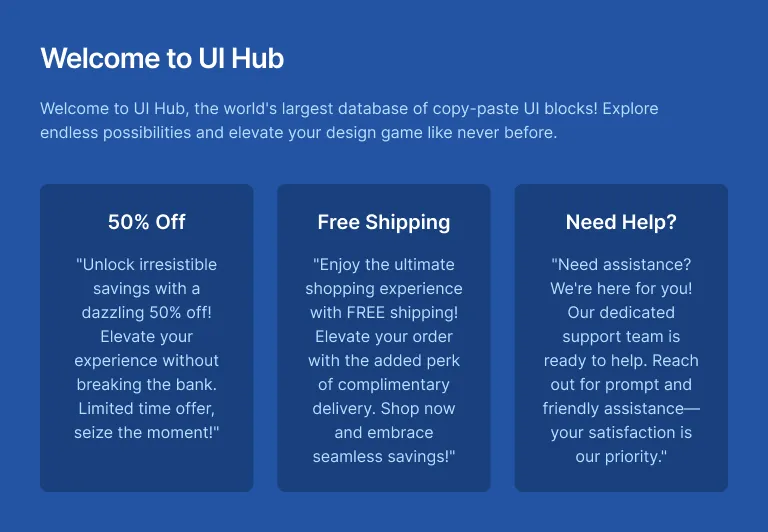 Welcome to UI Hub
Welcome to UI Hub, the world's largest database of copy-paste UI blocks! Explore
endless possibilities and elevate your design game like never before.
50% Off
"Unlock irresistible
savings with a
dazzling 50% off!
Elevate your
experience without
breaking the bank.
Limited time offer,
seize the moment!"
Free Shipping
"Enjoy the ultimate
shopping experience
with FREE shipping!
Elevate your order
with the added perk
of complimentary
delivery. Shop now
and embrace
seamless savings!"
Need Help?
"Need assistance?
We're here for you!
Our dedicated
support team is
ready to help. Reach
out for prompt and
friendly assistance—
your satisfaction is
our priority."